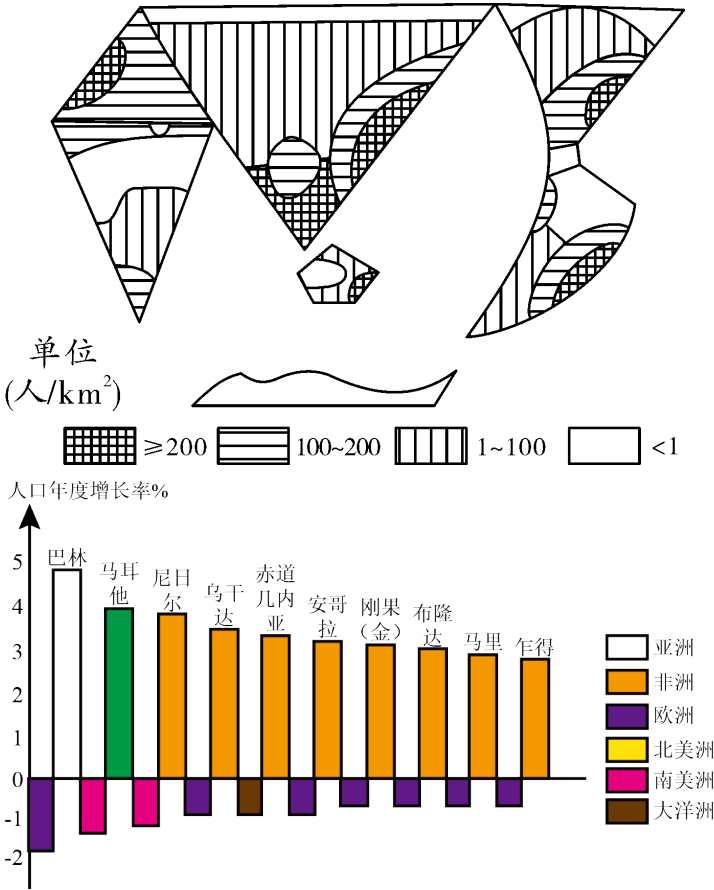 单位
(人/km²)
≥200
100~200
1~100
<1
人口年度增长率%
5
4
3
2
1
0
-1
-2
巴林
马耳
他
尼日
尔
乌干
达
赤道
几内
亚
安哥
拉
刚果
(金)
布隆
达
马里
乍得
亚洲
非洲
欧洲
北美洲
南美洲
大洋洲